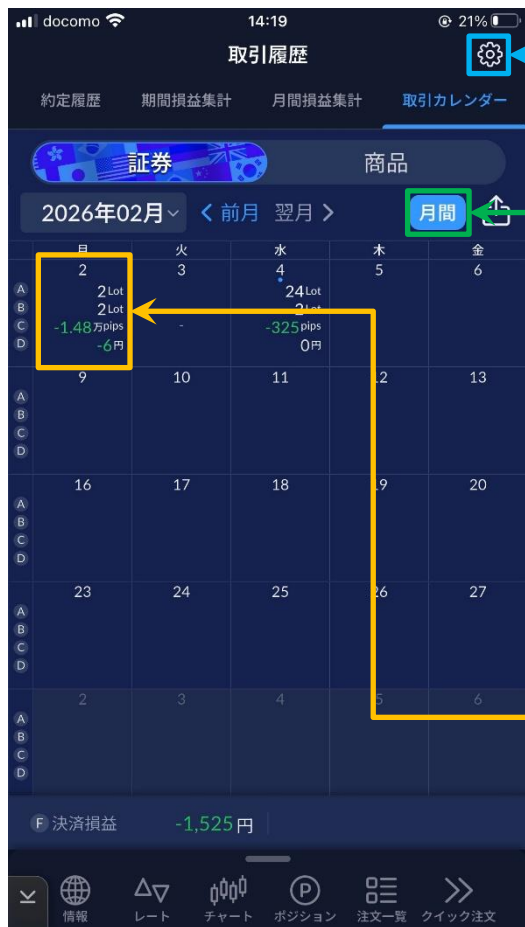 docomo 14:19 21%
取引履歴
約定履歴 期間損益集計 月間損益集計 取引カレンダー
証券 商品
2026年02月 前月 翌月 月間
月 火 水 木 金
2 3 4 5 6
A 2Lot 24Lot
B 2Lot 2Lot
C -1.48万pips - -325pips
D -6円 0円
9 10 11 12 13
A
B
C
D
16 17 18 19 20
A
B
C
D
23 24 25 26 27
A
B
C
D
2 3 4 5 6
A
B
C
D
F 決済損益 -1,525円
P
情報 レート チャート ポジション 注文一覧 クイック注文